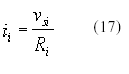 i_i = v_si / R_i (17)